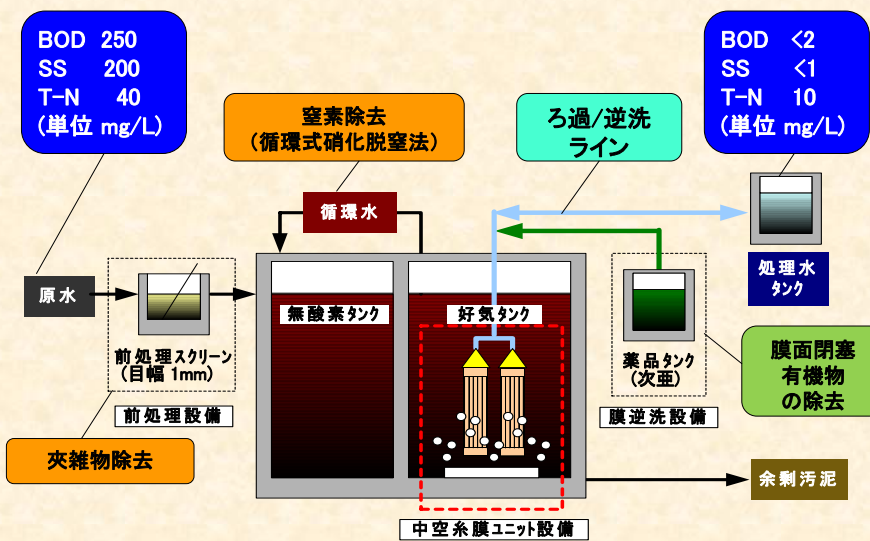 BOD 250
SS 200
T-N 40
(単位 mg/L)
窒素除去
(循環式硝化脱窒法)
ろ過/逆洗
ライン
BOD <2
SS <1
T-N 10
(単位 mg/L)
循環水
原水
無酸素タンク
好気タンク
処理水
タンク
前処理スクリーン
(目幅 1mm)
前処理設備
薬品タンク
(次亜)
膜逆洗設備
膜面閉塞
有機物
の除去
夾雑物除去
余剰汚泥
中空糸膜ユニット設備